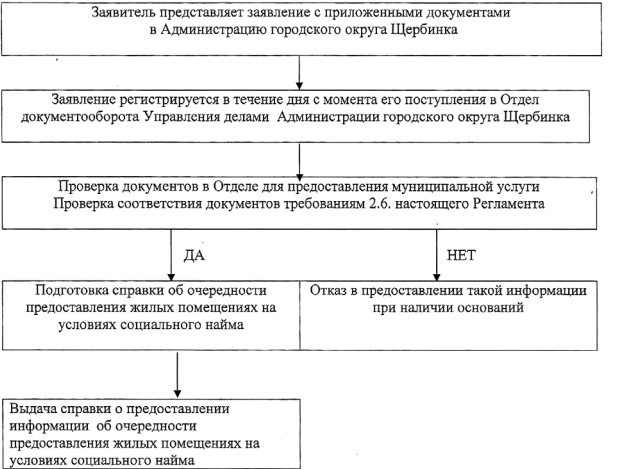 Заявитель представляет заявление с приложенными документами
в Администрацию городского округа Щербинка
Заявление регистрируется в течение дня с момента его поступления в Отдел
документооборота Управления делами Администрации городского округа Щербинка
Проверка документов в Отделе для предоставления муниципальной услуги
Проверка соответствия документов требованиям 2.6. настоящего Регламента
ДА
НЕТ
Подготовка справки об очередности
предоставления жилых помещениях на
условиях социального найма
Отказ в предоставлении такой информации
при наличии оснований
Выдача справки о предоставлении
информации об очередности
предоставления жилых помещениях на
условиях социального найма